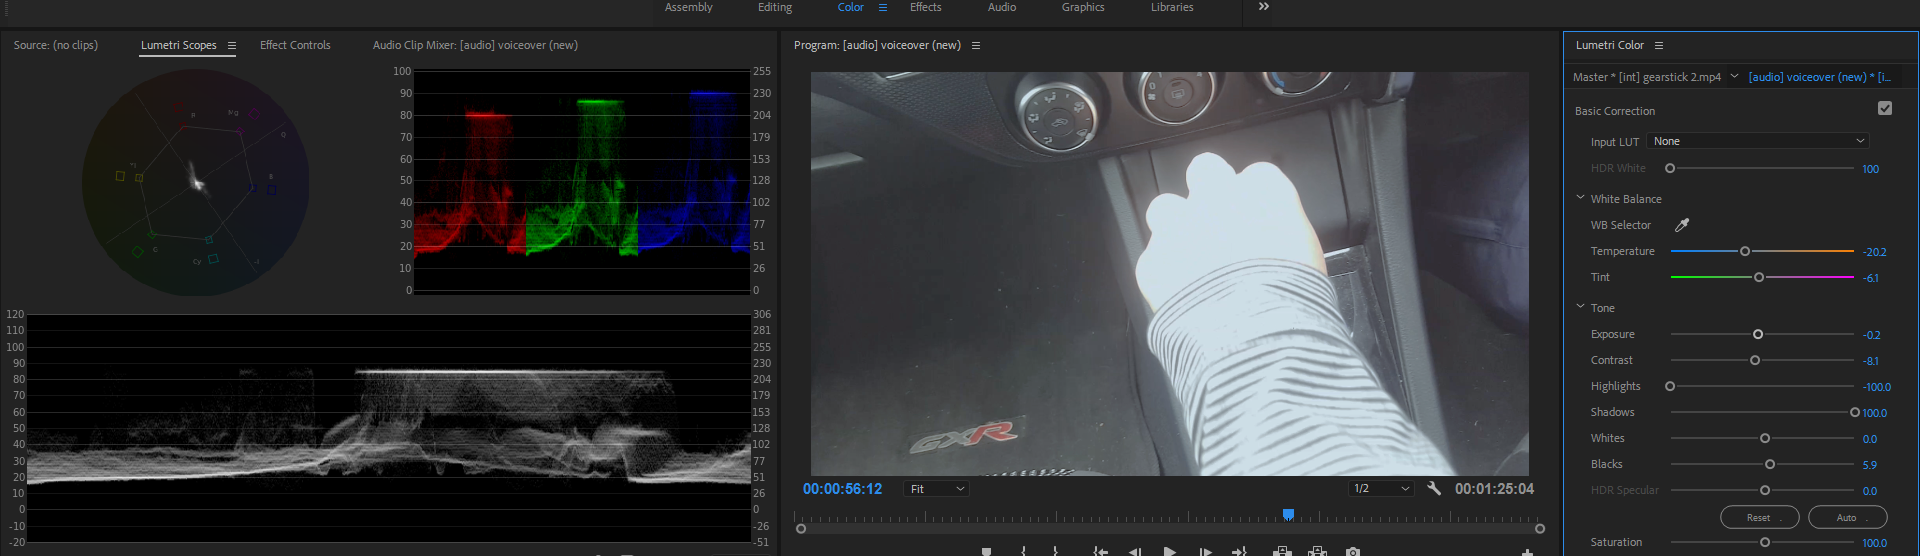 Assembly Editing Color Effects Audio Graphics Libraries
Source: (no clips) Lumetri Scopes Effect Controls Audio Clip Mixer: [audio] voiceover (new)
Program: [audio] voiceover (new)
Lumetri Color
Master * [int] gearstick 2.mp4 [audio] voiceover (new) * [i...
Basic Correction
Input LUT None
HDR White 100
White Balance
WB Selector
Temperature -20.2
Tint -6.1
Tone
Exposure -0.2
Contrast -8.1
Highlights -100.0
Shadows 100.0
Whites 0.0
Blacks 5.9
HDR Specular 0.0
Reset Auto
Saturation 100.0
R Mg B Cy G
100 255
90 230
80 204
70 179
60 153
50 128
40 102
30 77
20 51
10 26
0 0
120 306
110 281
100 255
90 230
80 204
70 179
60 153
50 128
40 102
30 77
20 51
10 26
0 0
-10 -26
-20 -51
GXR
00:00:56:12 Fit 1/2 00:01:25:04